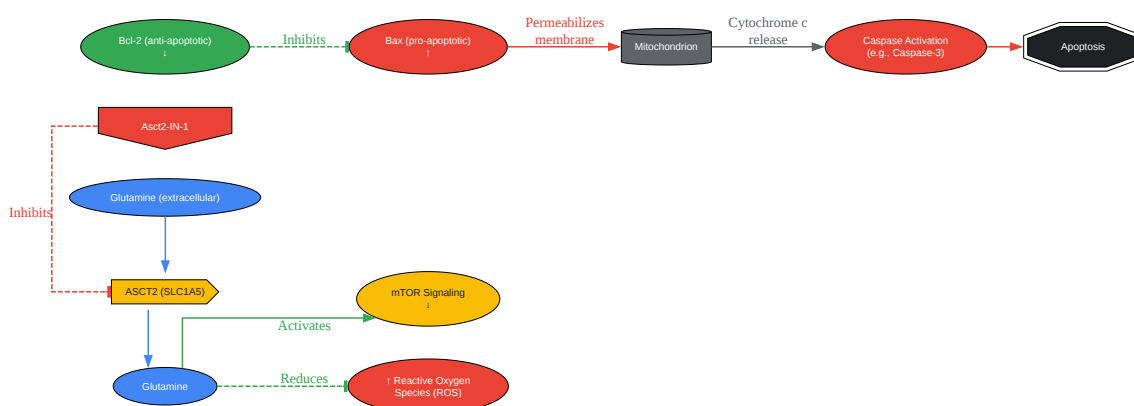 Bcl-2 (anti-apoptotic)
↓
Inhibits
Bax (pro-apoptotic)
↑
Permeabilizes
membrane
Mitochondrion
Cytochrome c
release
Caspase Activation
(e.g., Caspase-3)
Apoptosis
Asct2-IN-1
Glutamine (extracellular)
Inhibits
ASCT2 (SLC1A5)
mTOR Signaling
↓
Activates
Glutamine
Reduces
↑ Reactive Oxygen
Species (ROS)